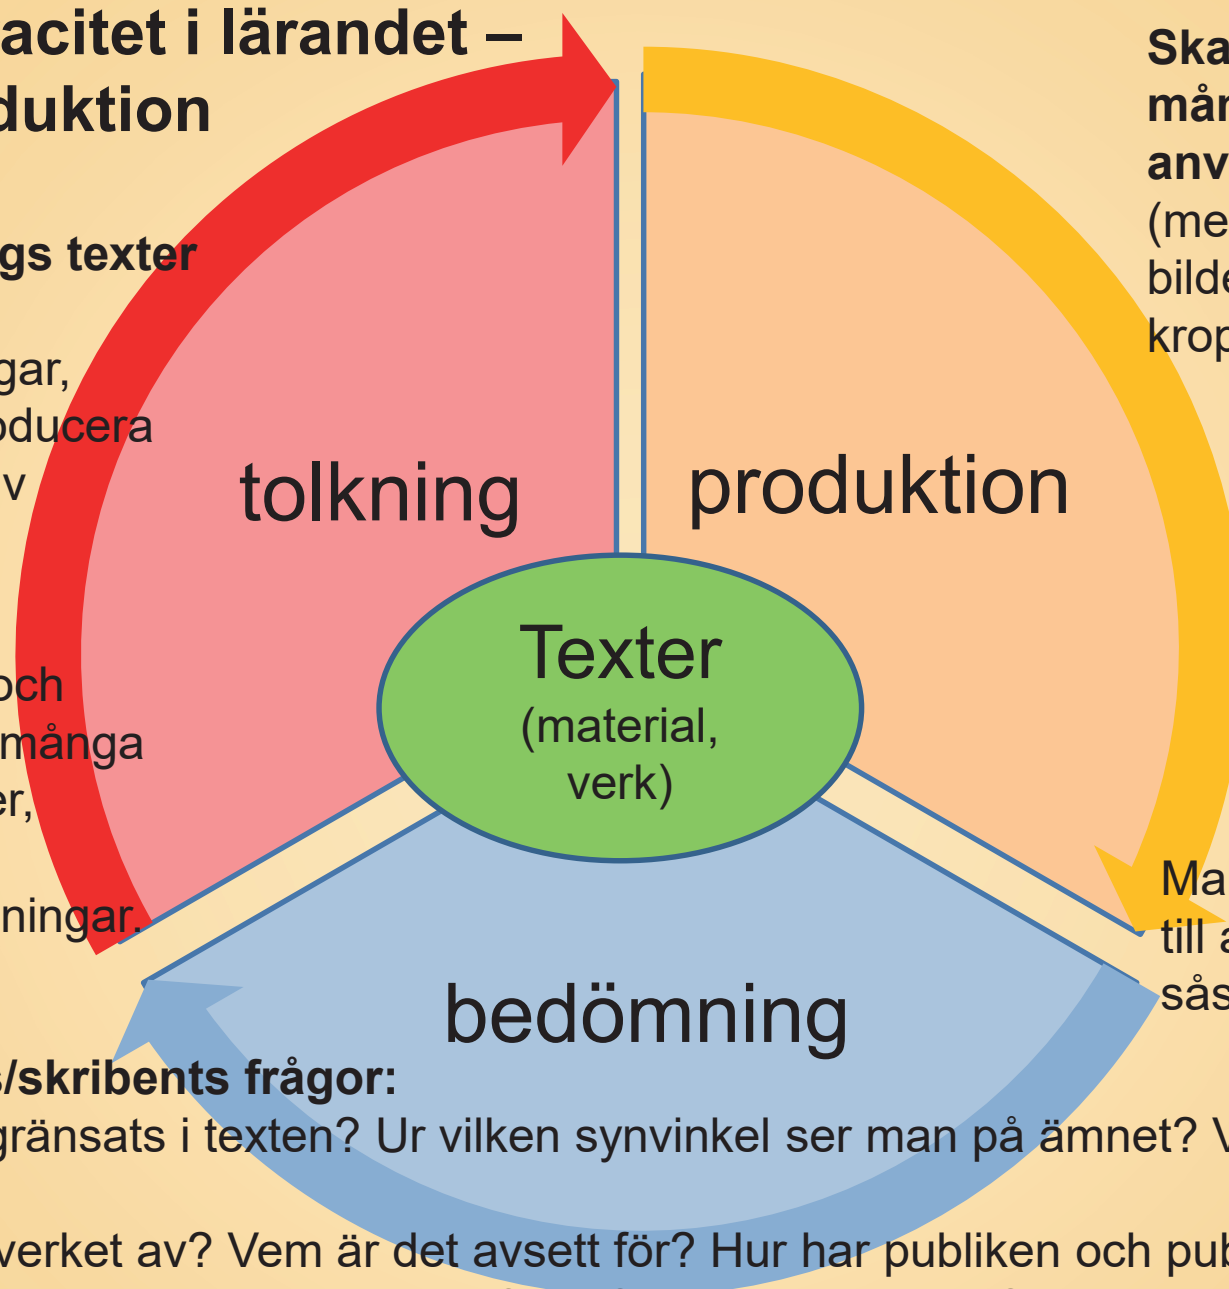 acitet i lärandet –
duktion
gs texter
gar,
oducera
v
och
många
er,
ningar.
tolkning
produktion
Texter
(material,
verk)
bedömning
Ska
mån
anv
(me
bilde
krop
Ma
till a
sås
s/skribents frågor:
gränsats i texten? Ur vilken synvinkel ser man på ämnet? V
verket av? Vem är det avsett för? Hur har publiken och pub